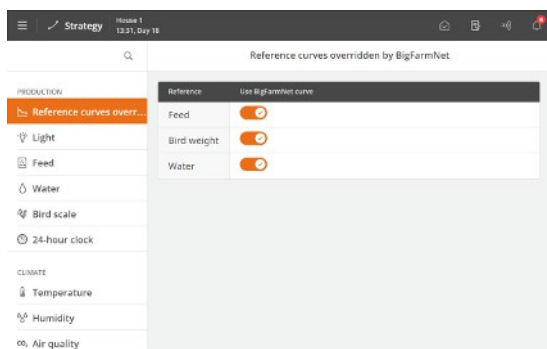 Strategy
House 1
13:31, Day 18
Reference curves overridden by BigFarmNet
PRODUCTION
Reference curves overr...
Light
Feed
Water
Bird scale
24-hour clock
CLIMATE
Temperature
Humidity
CO₂ Air quality
Reference Use BigFarmNet curve
Feed
Bird weight
Water